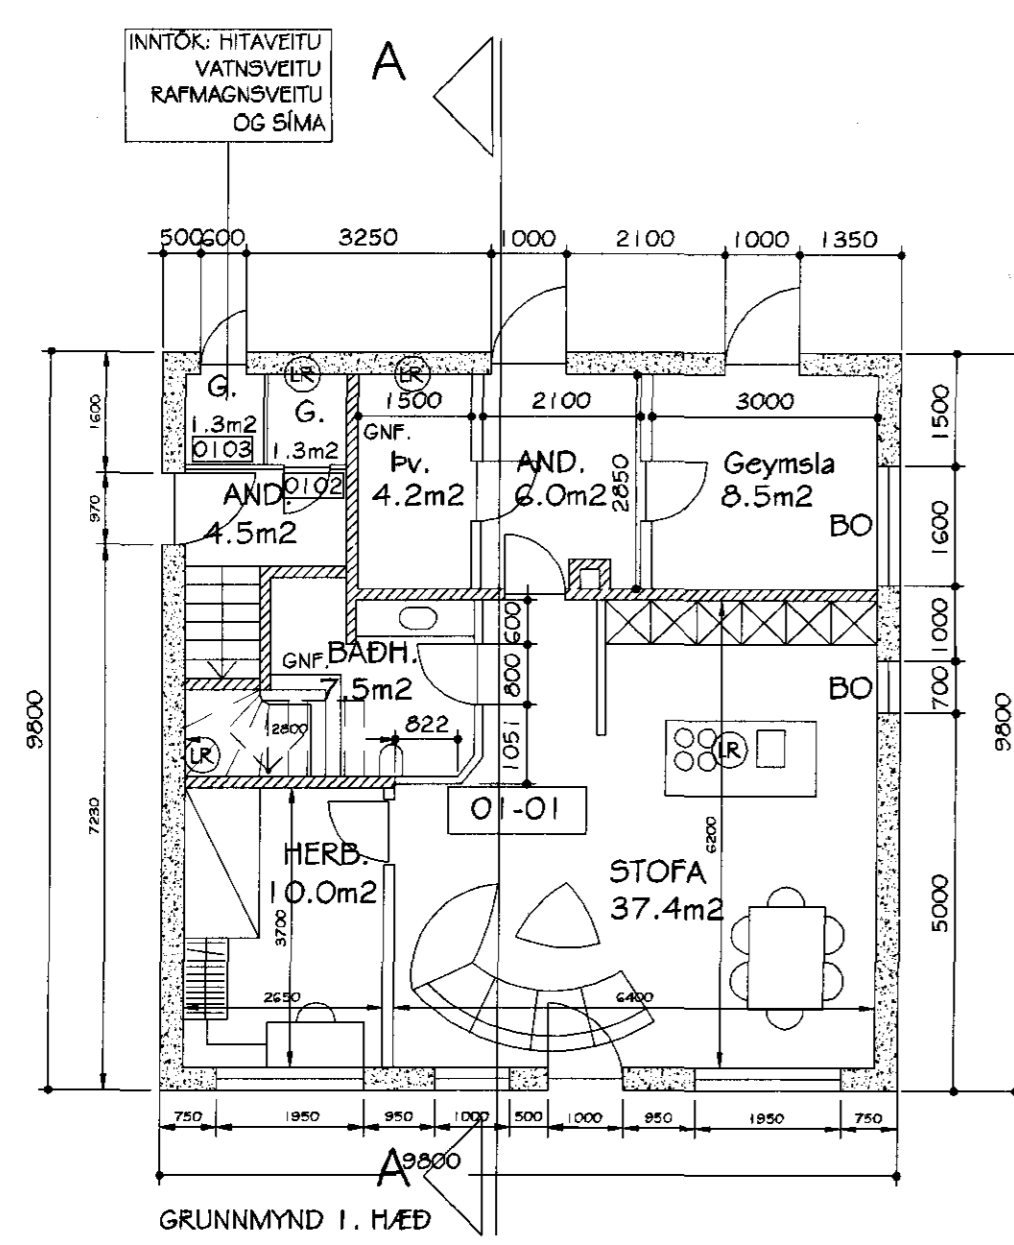 INNTÖK: HITAVEITU
VATNSVEITU
RAFMAGNSVEITU
OG SÍMA
A
500 600 3250 1000 2100 1000 1350
G.
1.3m2
0103
LR
G.
1.3m2
0102
LR
1500
GNF.
Þv.
4.2m2
2100
AND.
6.0m2
2850
3000
Geymsla
8.5m2
BO
AND.
4.5m2
1600
970
7230
9800
1500
1600
1000
700
5000
9800
GNF.
BAÐH.
7.5m2
2800
LR
822
600
800
1051
BO
LR
01-01
6200
HERB.
10.0m2
3700
2650
STOFA
37.4m2
6400
750 1950 950 1000 500 1000 950 1950 750
A
9800
GRUNNMYND 1. HÆÐ